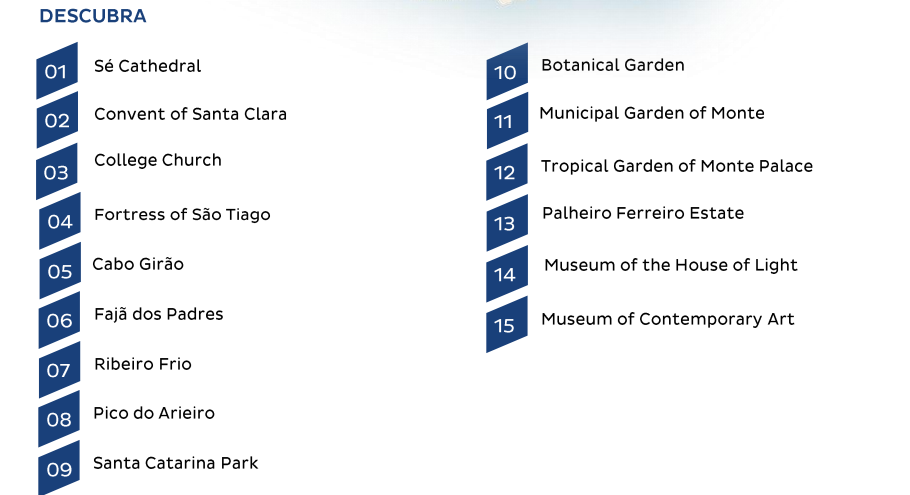 DESCUBRA
01 Sé Cathedral
02 Convent of Santa Clara
03 College Church
04 Fortress of São Tiago
05 Cabo Girão
06 Fajã dos Padres
07 Ribeiro Frio
08 Pico do Arieiro
09 Santa Catarina Park
10 Botanical Garden
11 Municipal Garden of Monte
12 Tropical Garden of Monte Palace
13 Palheiro Ferreiro Estate
14 Museum of the House of Light
15 Museum of Contemporary Art